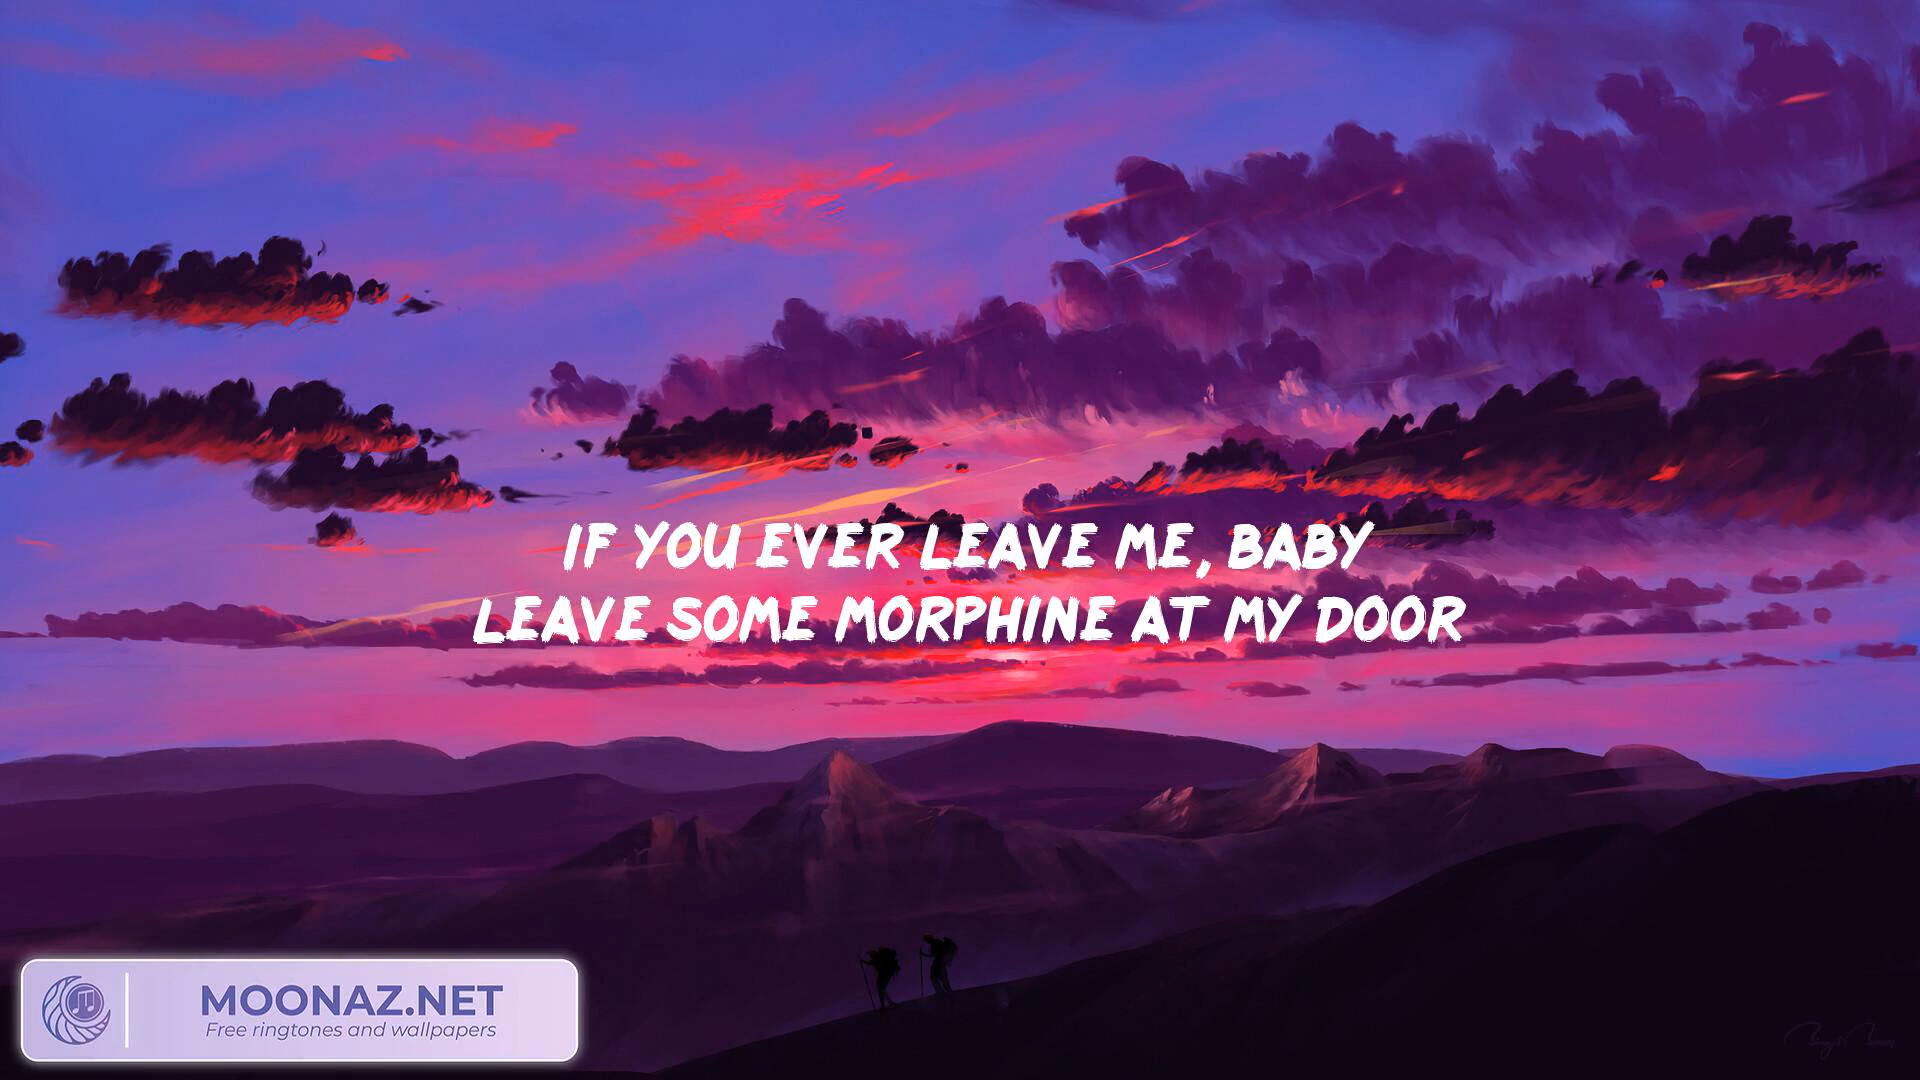 IF YOU EVER LEAVE ME, BABY
LEAVE SOME MORPHINE AT MY DOOR
MOONAZ.NET
Free ringtones and wallpapers